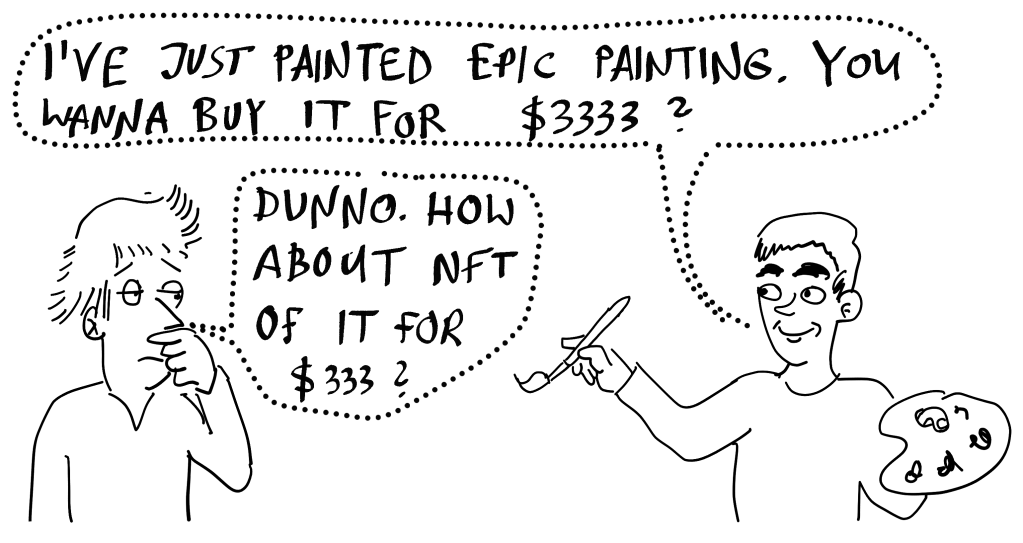 I'VE JUST PAINTED EPIC PAINTING. YOU
WANNA BUY IT FOR $3333 ?
DUNNO. HOW
ABOUT NFT
OF IT FOR
$333 ?